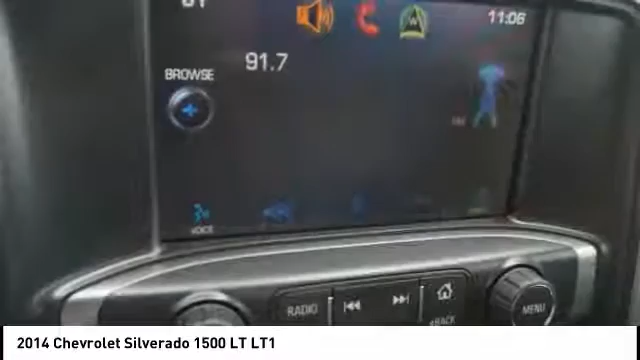 11:06
91.7
BROWSE
VOICE
RADIO
BACK
MENU
2014 Chevrolet Silverado 1500 LT LT1